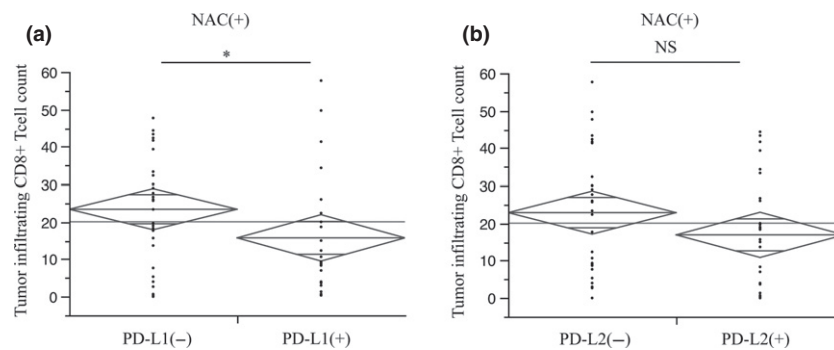 (a)
NAC(+)
*
Tumor infiltrating CD8+ Tcell count
60
50
40
30
20
10
0
PD-L1(−)
PD-L1(+)
(b)
NAC(+)
NS
Tumor infiltrating CD8+ Tcell count
60
50
40
30
20
10
0
PD-L2(−)
PD-L2(+)